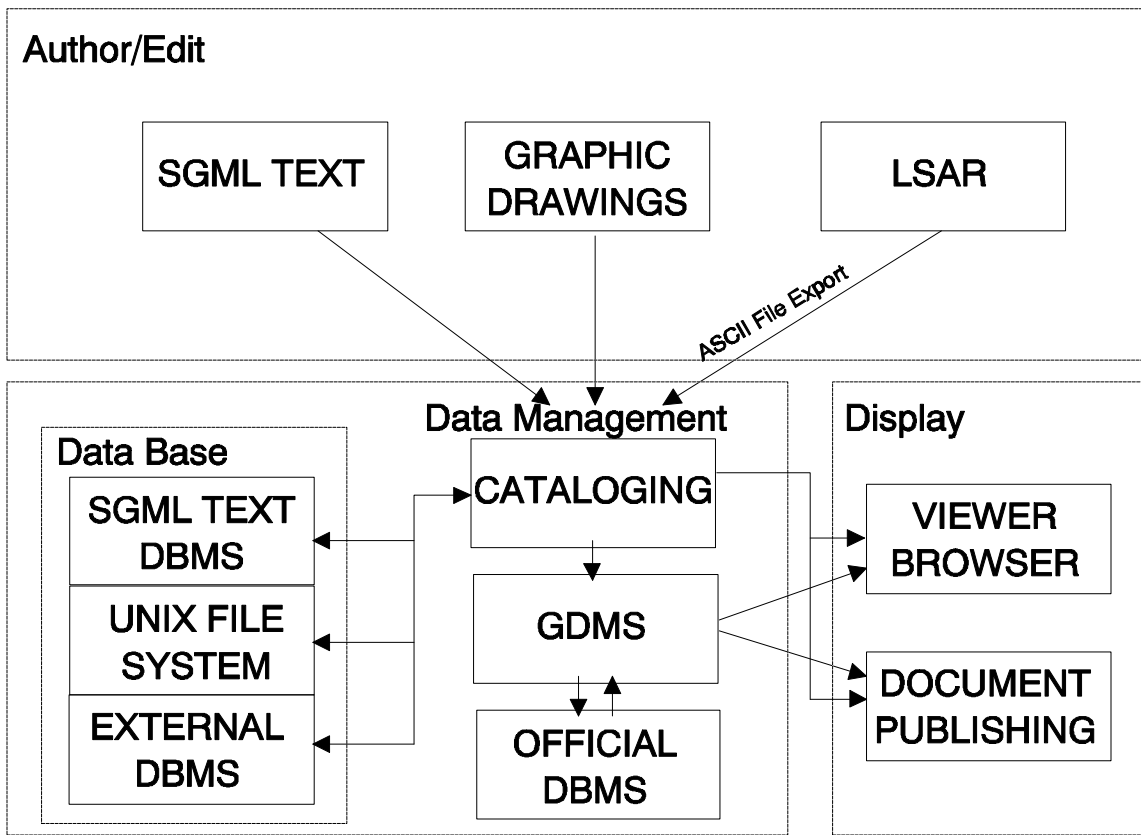 Author/Edit
SGML TEXT
GRAPHIC
DRAWINGS
LSAR
ASCII File Export
Data Management
Data Base
SGML TEXT
DBMS
UNIX FILE
SYSTEM
EXTERNAL
DBMS
CATALOGING
GDMS
OFFICIAL
DBMS
Display
VIEWER
BROWSER
DOCUMENT
PUBLISHING